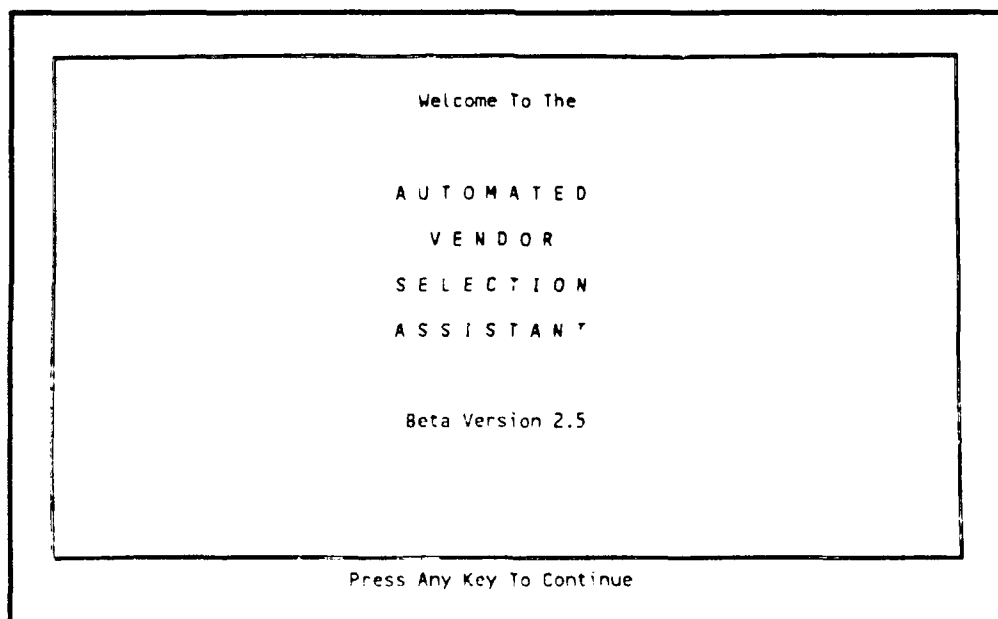 Welcome To The
A U T O M A T E D
V E N D O R
S E L E C T I O N
A S S I S T A N T
Beta Version 2.5
Press Any Key To Continue